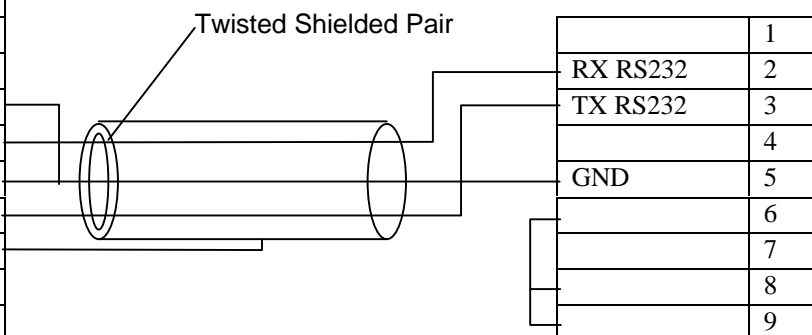 Twisted Shielded Pair
1
RX RS232 2
TX RS232 3
4
GND 5
6
7
8
9